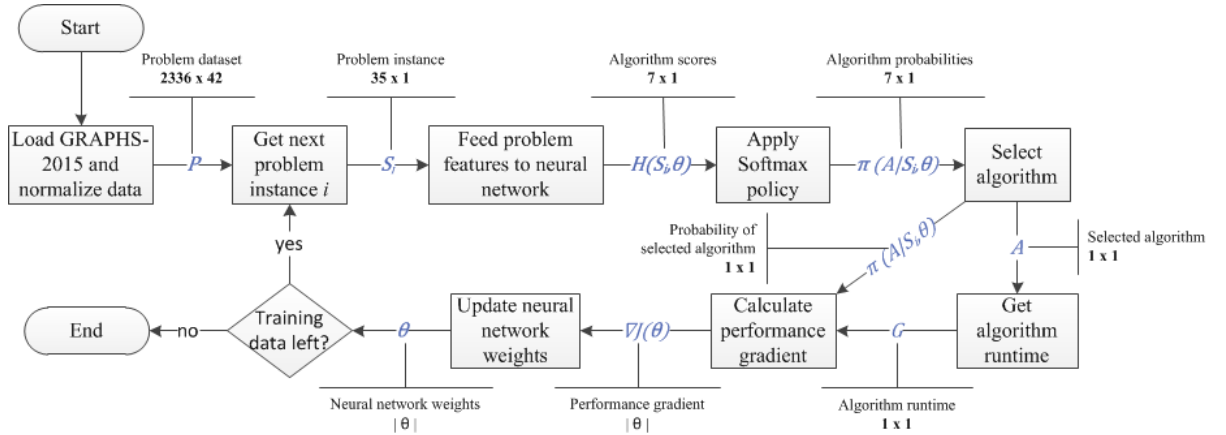 Start
Problem dataset
2336 x 42
Problem instance
35 x 1
Algorithm scores
7 x 1
Algorithm probabilities
7 x 1
Load GRAPHS-
2015 and
normalize data
P
Get next
problem
instance i
Sᵢ
Feed problem
features to neural
network
H(Sᵢ,θ)
Apply
Softmax
policy
π (A/Sᵢ,θ)
Select
algorithm
yes
Probability of
selected algorithm
1 x 1
π (A/Sᵢ,θ)
A
Selected algorithm
1 x 1
End
no
Training
data left?
θ
Update neural
network
weights
∇J(θ)
Calculate
performance
gradient
G
Get
algorithm
runtime
Neural network weights
| θ |
Performance gradient
| θ |
Algorithm runtime
1 x 1